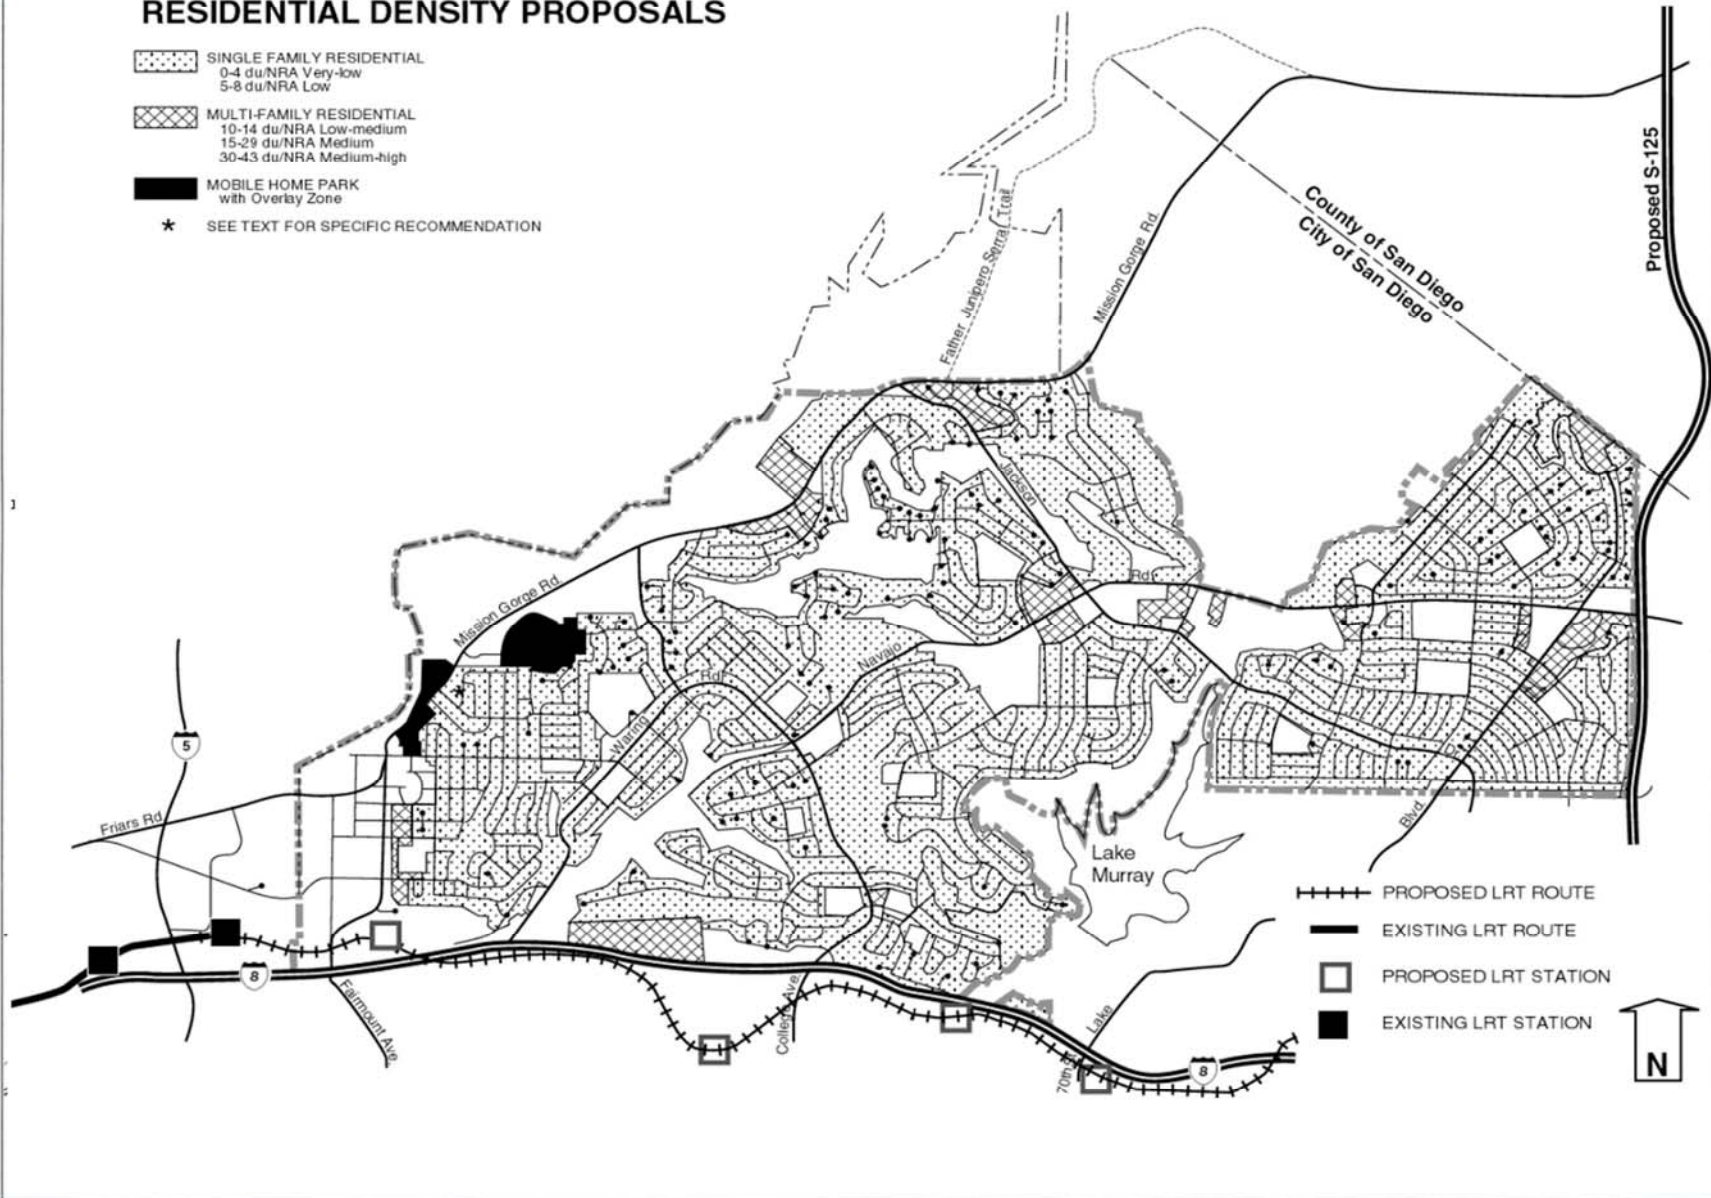 RESIDENTIAL DENSITY PROPOSALS
SINGLE FAMILY RESIDENTIAL
0-4 du/NRA Very-low
5-8 du/NRA Low
MULTI-FAMILY RESIDENTIAL
10-14 du/NRA Low-medium
15-29 du/NRA Medium
30-43 du/NRA Medium-high
MOBILE HOME PARK
with Overlay Zone
* SEE TEXT FOR SPECIFIC RECOMMENDATION
Proposed S-125
County of San Diego
City of San Diego
Father Junipero Serra Trail
Mission Gorge Rd.
Jackson
Rd.
Mission Gorge Rd.
*
Navajo
Rd.
Waring
5
Friars Rd.
Blvd.
Lake
Murray
8
Fairmount Ave.
College Ave.
Lake
70th St.
8
PROPOSED LRT ROUTE
EXISTING LRT ROUTE
PROPOSED LRT STATION
EXISTING LRT STATION
N